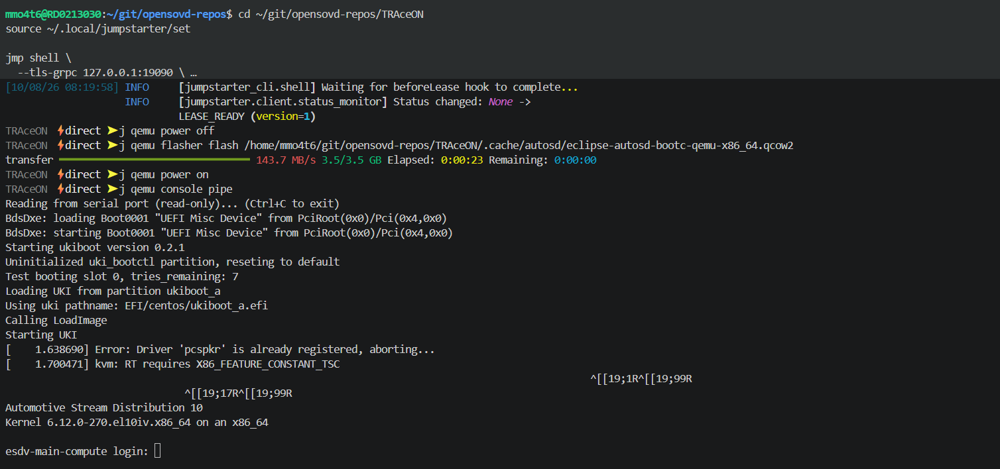 mmo4t6@RD0213030:~/git/opensovd-repos$ cd ~/git/opensovd-repos/TRAceON
source ~/.local/jumpstarter/set

jmp shell \
  --tls-grpc 127.0.0.1:19090 \ …
[10/08/26 08:19:58] INFO     [jumpstarter_cli.shell] Waiting for beforeLease hook to complete...
                    INFO     [jumpstarter.client.status_monitor] Status changed: None ->
                             LEASE_READY (version=1)
TRAceON ⚡direct ➤j qemu power off
TRAceON ⚡direct ➤j qemu flasher flash /home/mmo4t6/git/opensovd-repos/TRAceON/.cache/autosd/eclipse-autosd-bootc-qemu-x86_64.qcow2
transfer ━━━━━━━━━━━━━━━━━━━━━━━━━━━━━━━━ 143.7 MB/s 3.5/3.5 GB Elapsed: 0:00:23 Remaining: 0:00:00
TRAceON ⚡direct ➤j qemu power on
TRAceON ⚡direct ➤j qemu console pipe
Reading from serial port (read-only)... (Ctrl+C to exit)
BdsDxe: loading Boot0001 "UEFI Misc Device" from PciRoot(0x0)/Pci(0x4,0x0)
BdsDxe: starting Boot0001 "UEFI Misc Device" from PciRoot(0x0)/Pci(0x4,0x0)
Starting ukiboot version 0.2.1
Uninitialized uki_bootctl partition, reseting to default
Test booting slot 0, tries_remaining: 7
Loading UKI from partition ukiboot_a
Using uki pathname: EFI/centos/ukiboot_a.efi
Calling LoadImage
Starting UKI
[    1.638690] Error: Driver 'pcspkr' is already registered, aborting...
[    1.700471] kvm: RT requires X86_FEATURE_CONSTANT_TSC
^[[19;1R^[[19;99R
^[[19;17R^[[19;99R
Automotive Stream Distribution 10
Kernel 6.12.0-270.el10iv.x86_64 on an x86_64

esdv-main-compute login: